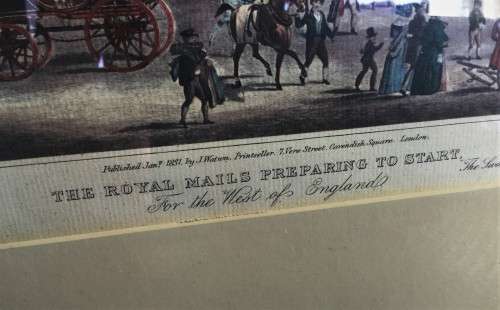 Published Jany. 1831, by J. Watson, Printseller, 7, Vere Street, Cavendish Square, London.
THE ROYAL MAILS PREPARING TO START,
For the West of England
The